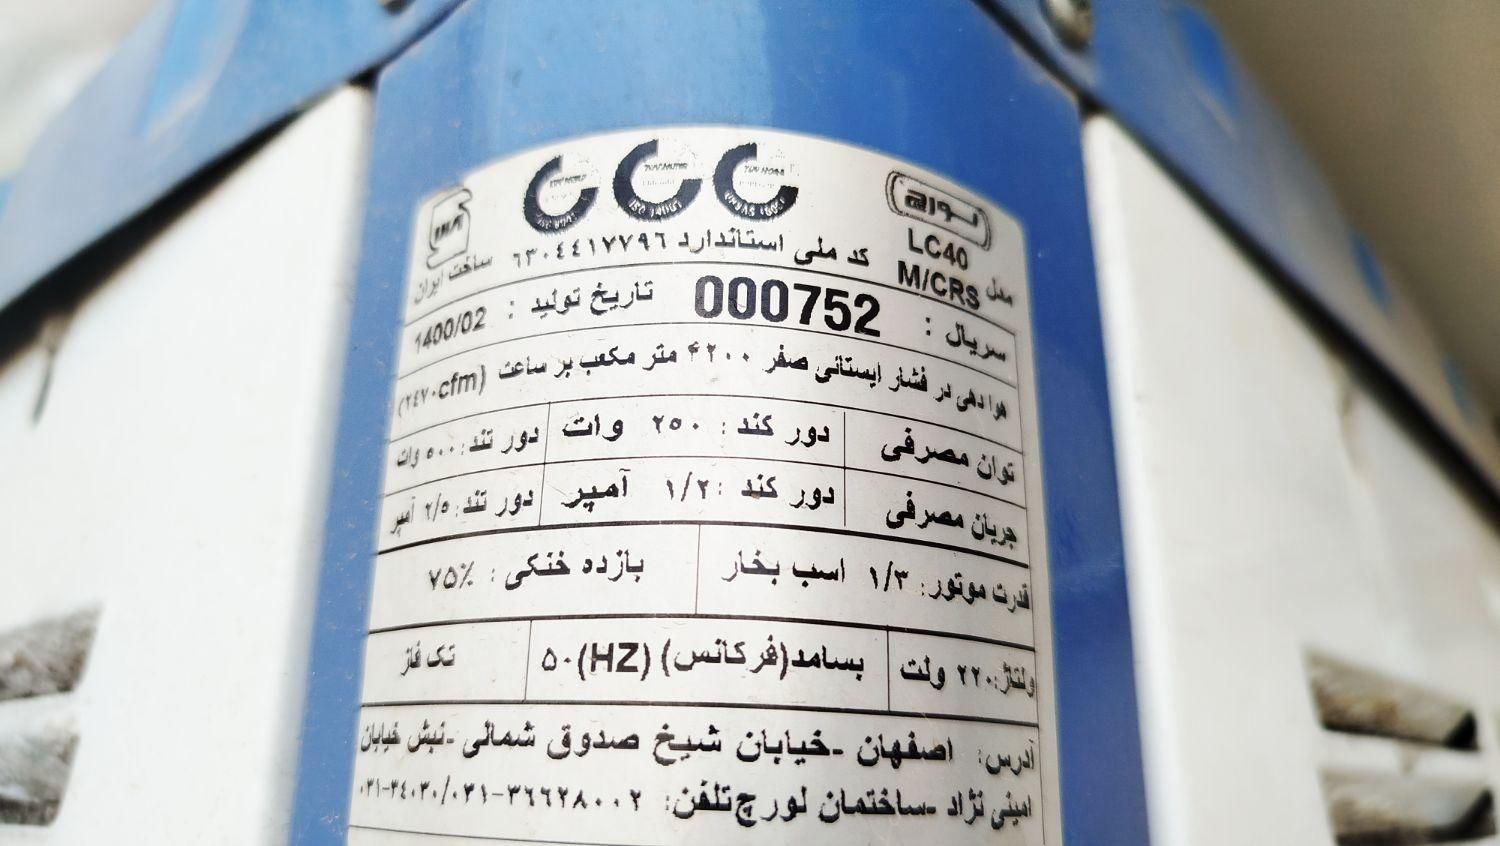 لورچ
مدل LC40 M/CRS
کد ملی استاندارد ۶۳۰۴۴۱۷۷۹۶
ساخت ایران
سریال : 000752 تاریخ تولید : 1400/02
هوا دهی در فشار ایستائی صفر ۴۲۰۰ متر مکعب بر ساعت (۲۴۷۰cfm)
توان مصرفی دور کند : ۲۵۰ وات دور تند : ۵۰۰ وات
جریان مصرفی دور کند : ۱/۲ آمپر دور تند : ۲/۵ آمپر
قدرت موتور: ۱/۳ اسب بخار بازده خنکی : ۷۵٪
ولتاژ:۲۲۰ ولت بسامد(فرکانس) (HZ)۵۰ تک فاز
آدرس: اصفهان -خیابان شیخ صدوق شمالی -نبش خیابان
امینی نژاد -ساختمان لورچ تلفن: ۰۳۱-۳۴۰۳۰/۰۳۱-۳۶۶۲۸۰۰۲